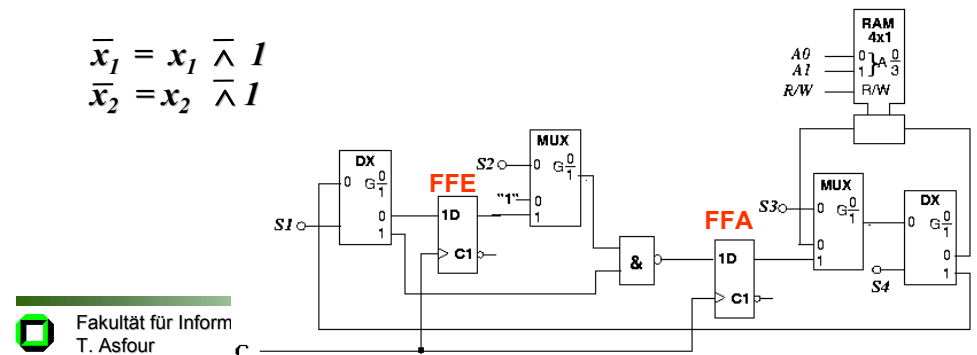 x̄₁ = x₁ ⊼ 1
x̄₂ = x₂ ⊼ 1
RAM
4x1
A0
0
A1
1
}A 0/3
R/W
R/W
DX
0
G 0/1
0
1
S1
FFE
1D
C1
MUX
S2
0
G 0/1
"1"
0
1
&
FFA
1D
C1
MUX
S3
0
G 0/1
0
1
DX
0
G 0/1
0
1
S4
Fakultät für Inform
T. Asfour
C